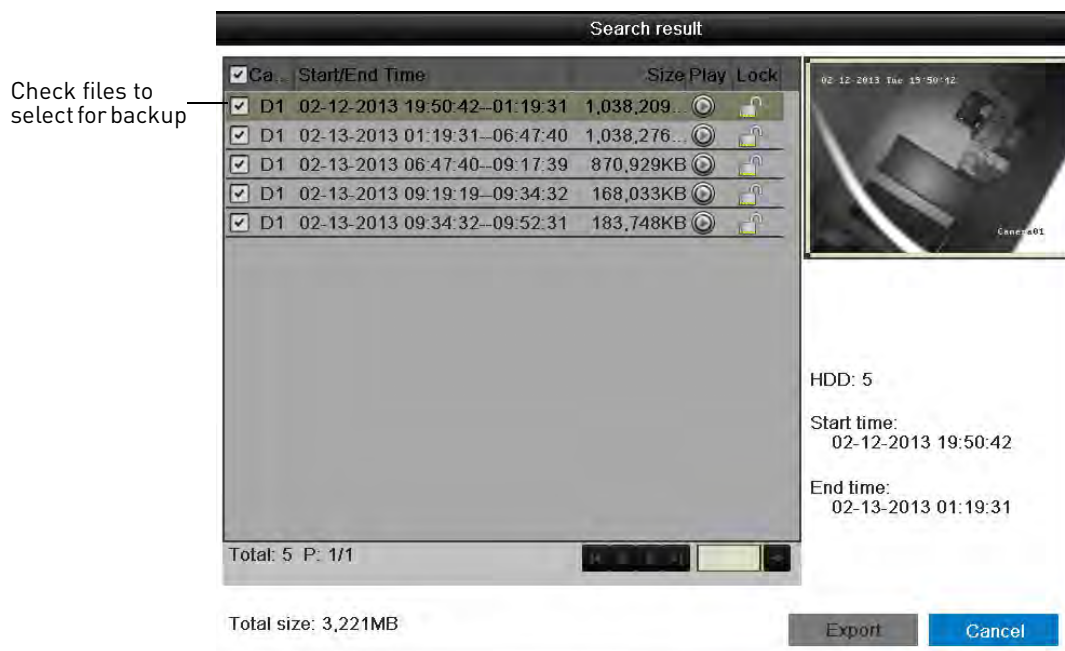 Search result
Check files to
select for backup
Ca... Start/End Time Size Play Lock
D1 02-12-2013 19:50:42--01:19:31 1,038,209...
D1 02-13-2013 01:19:31--06:47:40 1,038,276...
D1 02-13-2013 06:47:40--09:17:39 870,929KB
D1 02-13-2013 09:19:19--09:34:32 168,033KB
D1 02-13-2013 09:34:32--09:52:31 183,748KB
02-12-2013 Tue 19:50:42
Camera01
HDD: 5
Start time:
02-12-2013 19:50:42
End time:
02-13-2013 01:19:31
Total: 5 P: 1/1
Total size: 3,221MB
Export
Cancel